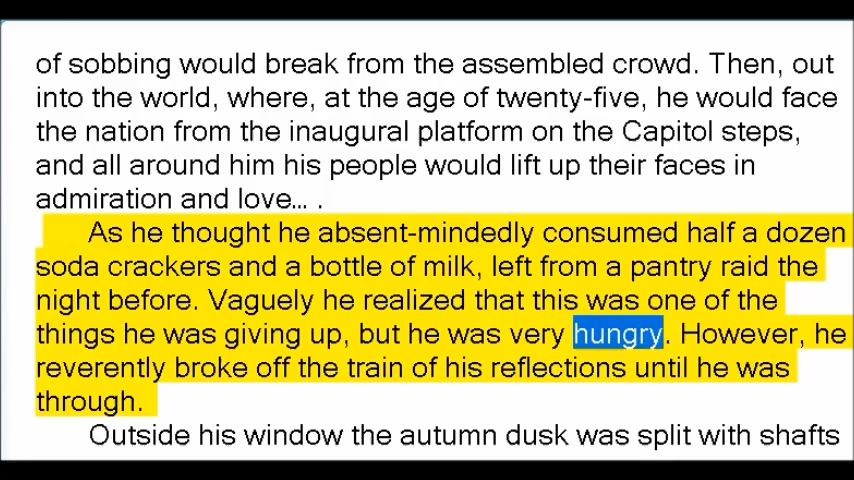 of sobbing would break from the assembled crowd. Then, out
into the world, where, at the age of twenty-five, he would face
the nation from the inaugural platform on the Capitol steps,
and all around him his people would lift up their faces in
admiration and love... .
As he thought he absent-mindedly consumed half a dozen
soda crackers and a bottle of milk, left from a pantry raid the
night before. Vaguely he realized that this was one of the
things he was giving up, but he was very hungry. However, he
reverently broke off the train of his reflections until he was
through.
Outside his window the autumn dusk was split with shafts